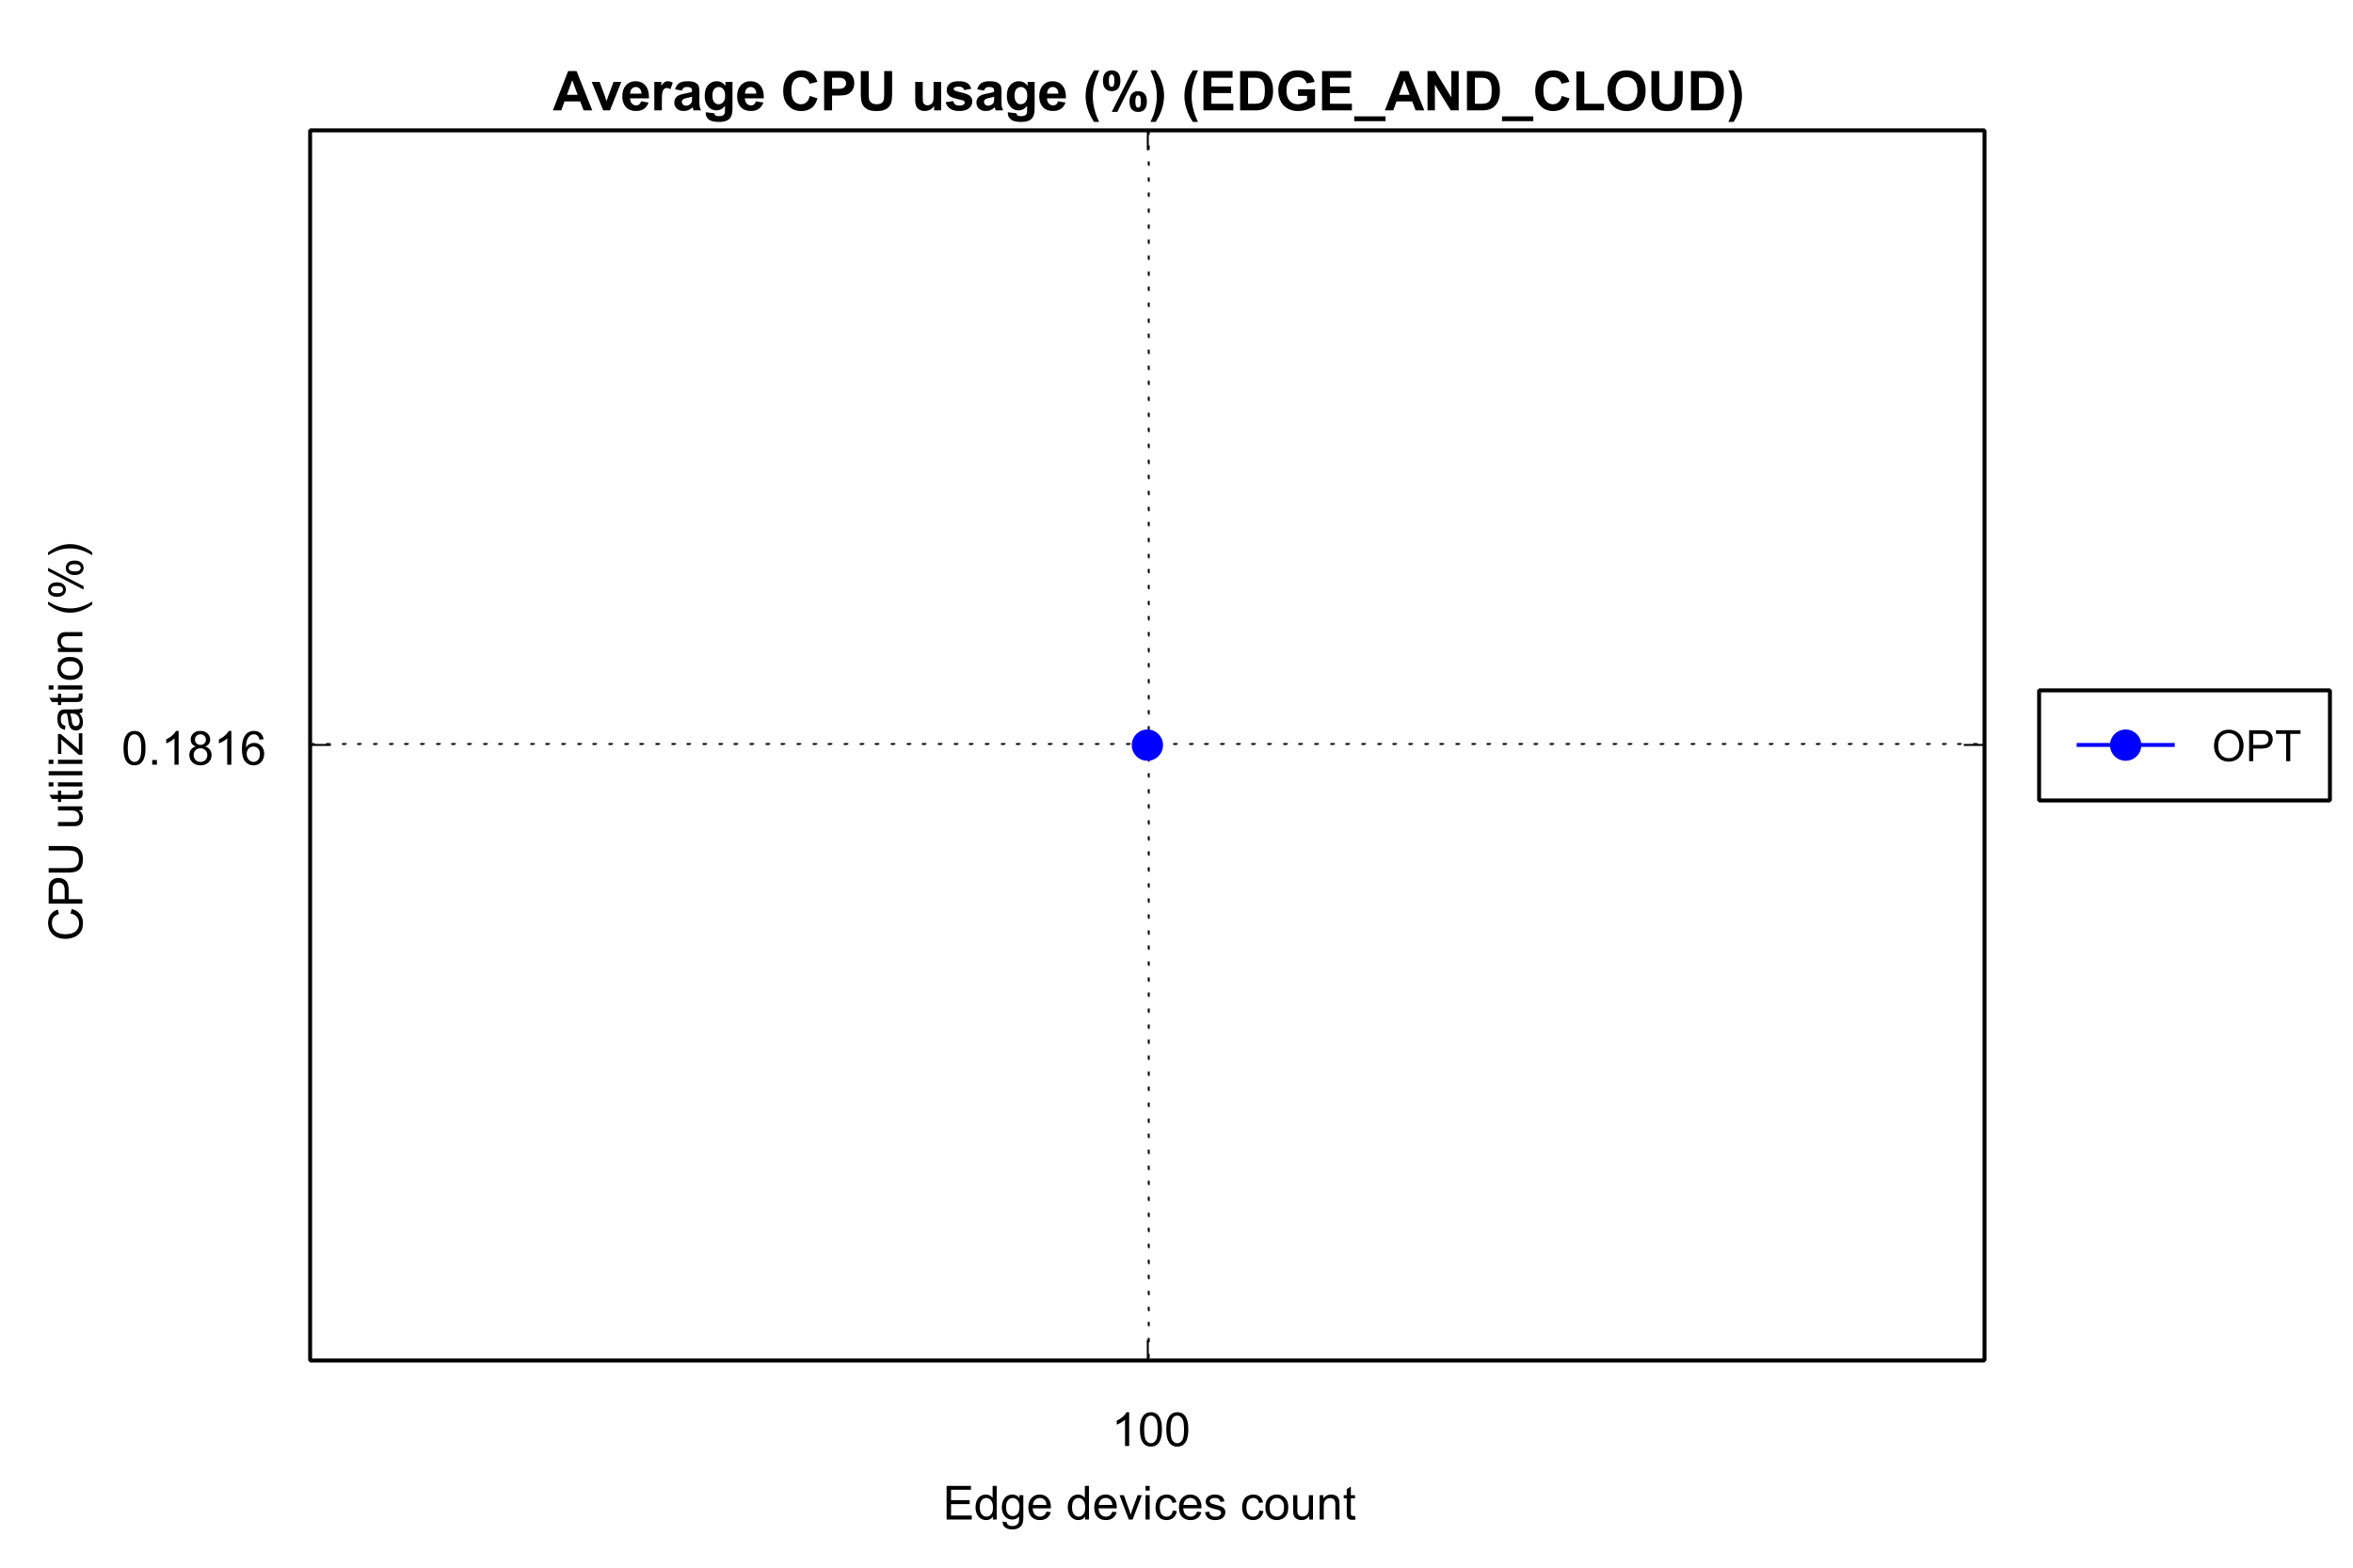 Average CPU usage (%) (EDGE_AND_CLOUD)
CPU utilization (%)
0.1816
OPT
100
Edge devices count